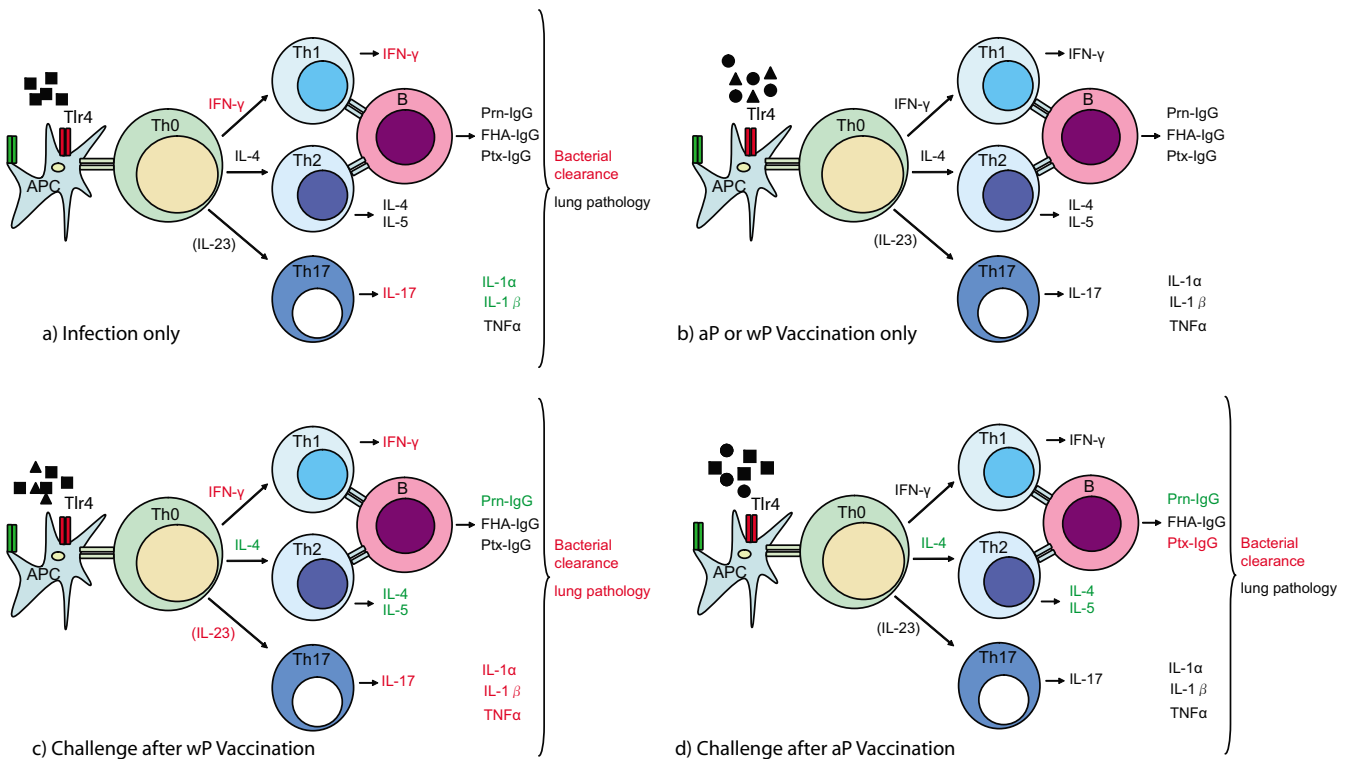 Th1
IFN-γ
Tlr4
IFN-γ
B
Th0
Prn-IgG
FHA-IgG
Ptx-IgG
IL-4
Th2
APC
Bacterial
clearance
lung pathology
IL-4
IL-5
(IL-23)
Th17
IL-17
IL-1α
IL-1 β
TNFα
a) Infection only
Th1
IFN-γ
Tlr4
IFN-γ
B
Th0
Prn-IgG
FHA-IgG
Ptx-IgG
IL-4
Th2
APC
IL-4
IL-5
(IL-23)
Th17
IL-17
IL-1α
IL-1 β
TNFα
b) aP or wP Vaccination only
Th1
IFN-γ
Tlr4
IFN-γ
B
Th0
Prn-IgG
FHA-IgG
Ptx-IgG
IL-4
Th2
APC
Bacterial
clearance
lung pathology
IL-4
IL-5
(IL-23)
Th17
IL-17
IL-1α
IL-1 β
TNFα
c) Challenge after wP Vaccination
Th1
IFN-γ
Tlr4
IFN-γ
B
Th0
Prn-IgG
FHA-IgG
Ptx-IgG
IL-4
Th2
APC
Bacterial
clearance
lung pathology
IL-4
IL-5
(IL-23)
Th17
IL-17
IL-1α
IL-1 β
TNFα
d) Challenge after aP Vaccination